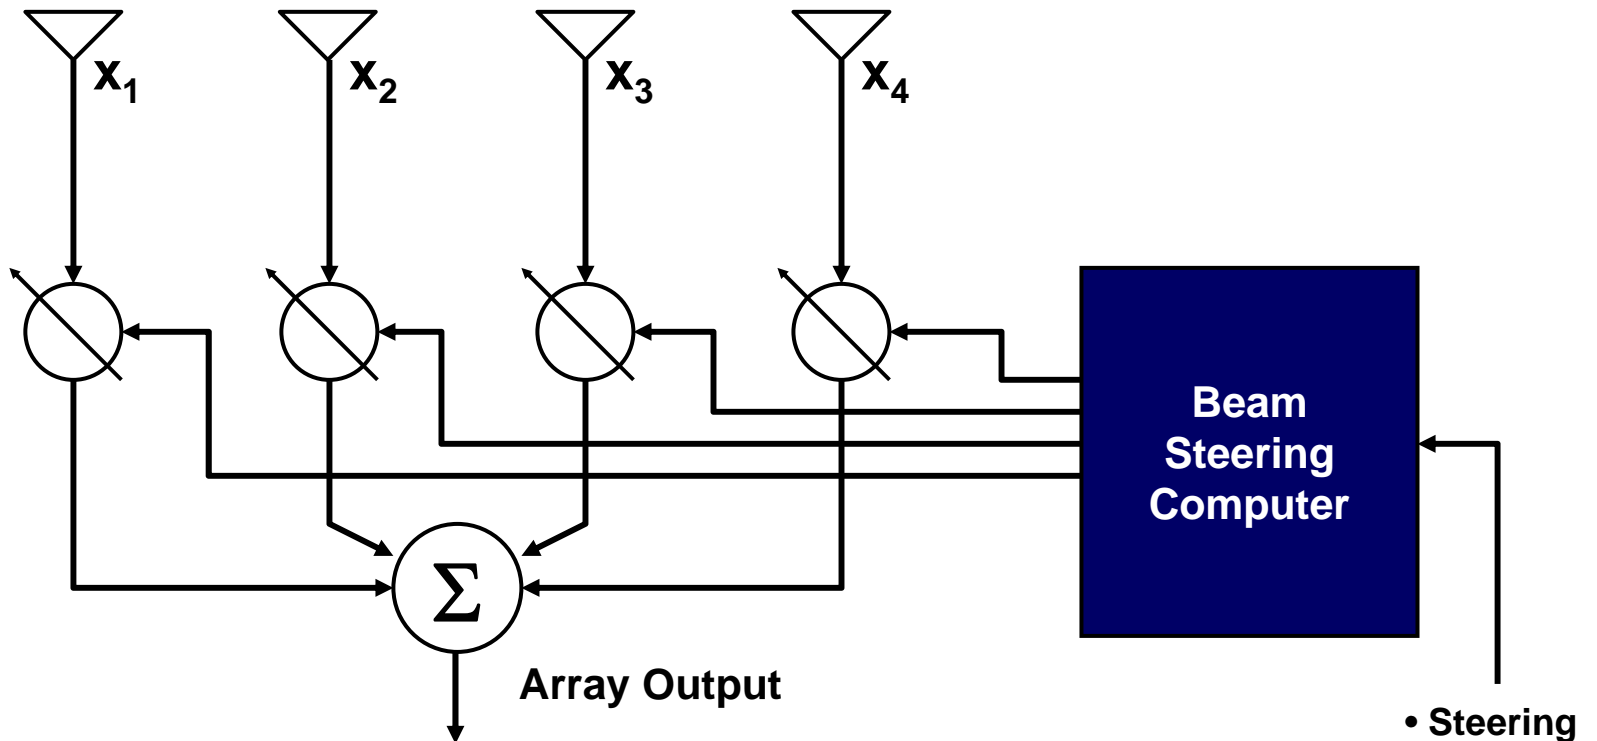 x₁ x₂ x₃ x₄
Beam
Steering
Computer
Σ
Array Output
• Steering